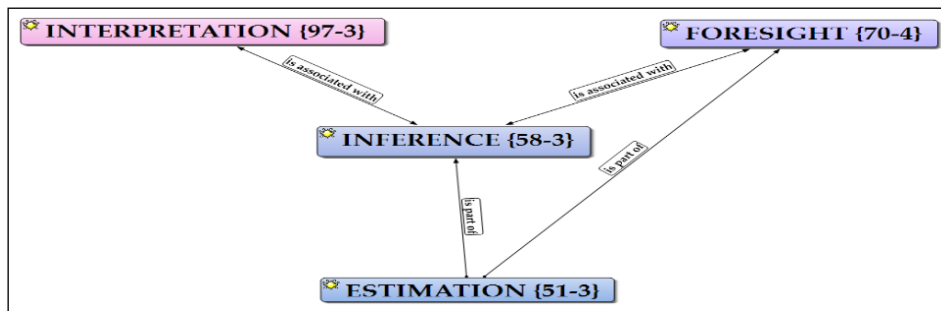 INTERPRETATION {97-3}
FORESIGHT {70-4}
is associated with
is associated with
INFERENCE {58-3}
is part of
is part of
ESTIMATION {51-3}